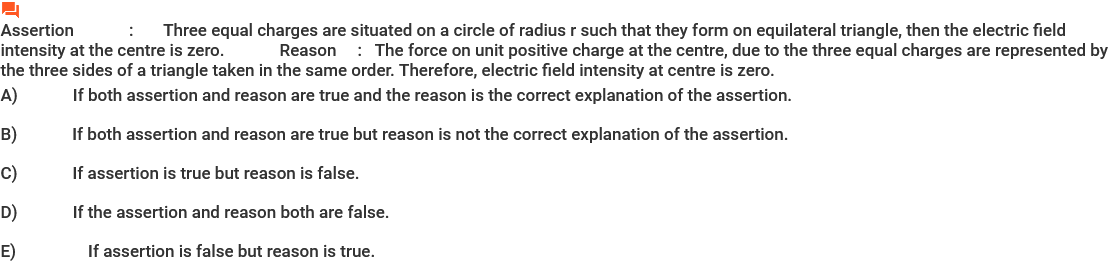 Assertion : Three equal charges are situated on a circle of radius r such that they form on equilateral triangle, then the electric field
intensity at the centre is zero. Reason : The force on unit positive charge at the centre, due to the three equal charges are represented by
the three sides of a triangle taken in the same order. Therefore, electric field intensity at centre is zero.
A) If both assertion and reason are true and the reason is the correct explanation of the assertion.
B) If both assertion and reason are true but reason is not the correct explanation of the assertion.
C) If assertion is true but reason is false.
D) If the assertion and reason both are false.
E) If assertion is false but reason is true.